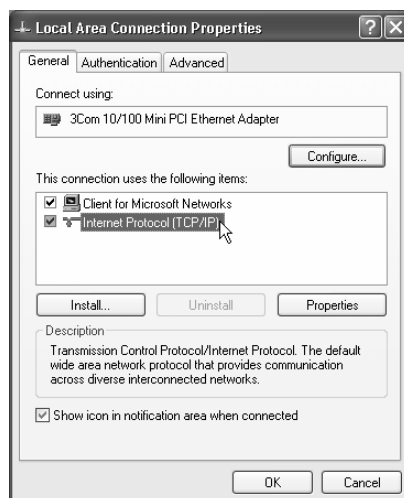 Local Area Connection Properties
General Authentication Advanced
Connect using:
3Com 10/100 Mini PCI Ethernet Adapter
Configure...
This connection uses the following items:
Client for Microsoft Networks
Internet Protocol (TCP/IP)
Install... Uninstall Properties
Description
Transmission Control Protocol/Internet Protocol. The default
wide area network protocol that provides communication
across diverse interconnected networks.
Show icon in notification area when connected
OK Cancel